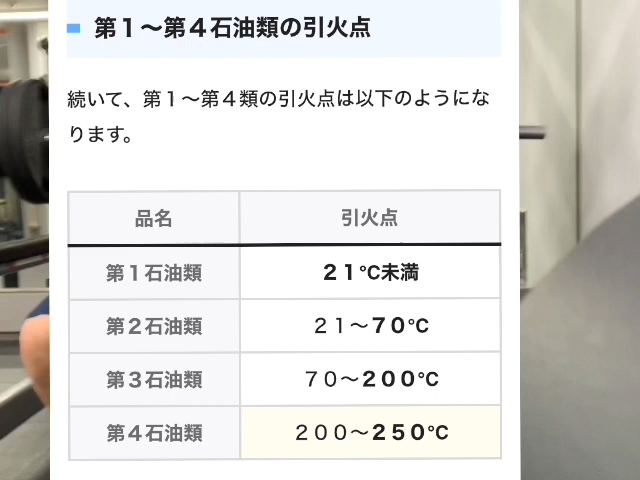 第１〜第４石油類の引火点
続いて、第１〜第４類の引火点は以下のようにな
ります。
品名 引火点
第１石油類 ２１℃未満
第２石油類 ２１〜７０℃
第３石油類 ７０〜２００℃
第４石油類 ２００〜２５０℃